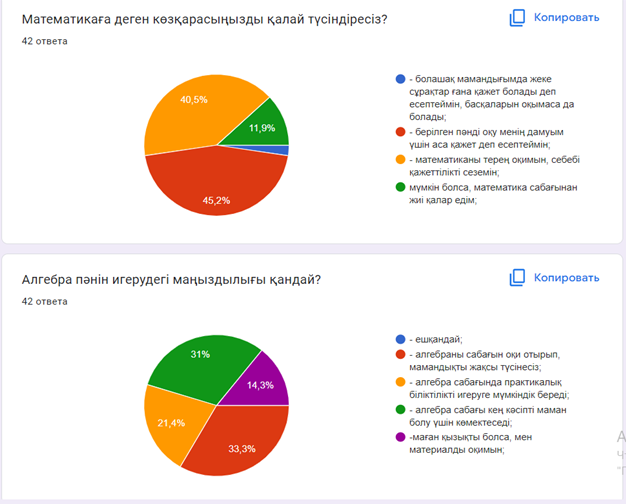 Математикаға деген көзқарасыңызды қалай түсіндіресіз?
Копировать
42 ответа
40,5%
11,9%
45,2%
- болашақ мамандығымда жеке
сұрақтар ғана қажет болады деп
есептеймін, басқаларын оқымаса да
болады;
- берілген пәнді оқу менің дамуым
үшін аса қажет деп есептеймін;
- математиканы терең оқимын, себебі
қажеттілікті сеземін;
мүмкін болса, математика сабағынан
жиі қалар едім;
Алгебра пәнін игерудегі маңыздылығы қандай?
Копировать
42 ответа
31%
14,3%
21,4%
33,3%
- ешқандай;
- алгебраны сабағын оқи отырып,
мамандықты жақсы түсінесіз;
- алгебра сабағында практикалық
біліктілікті игеруге мүмкіндік береді;
- алгебра сабағы кең кәсіпті маман
болу үшін көмектеседі;
-маған қызықты болса, мен
материалды оқимын;